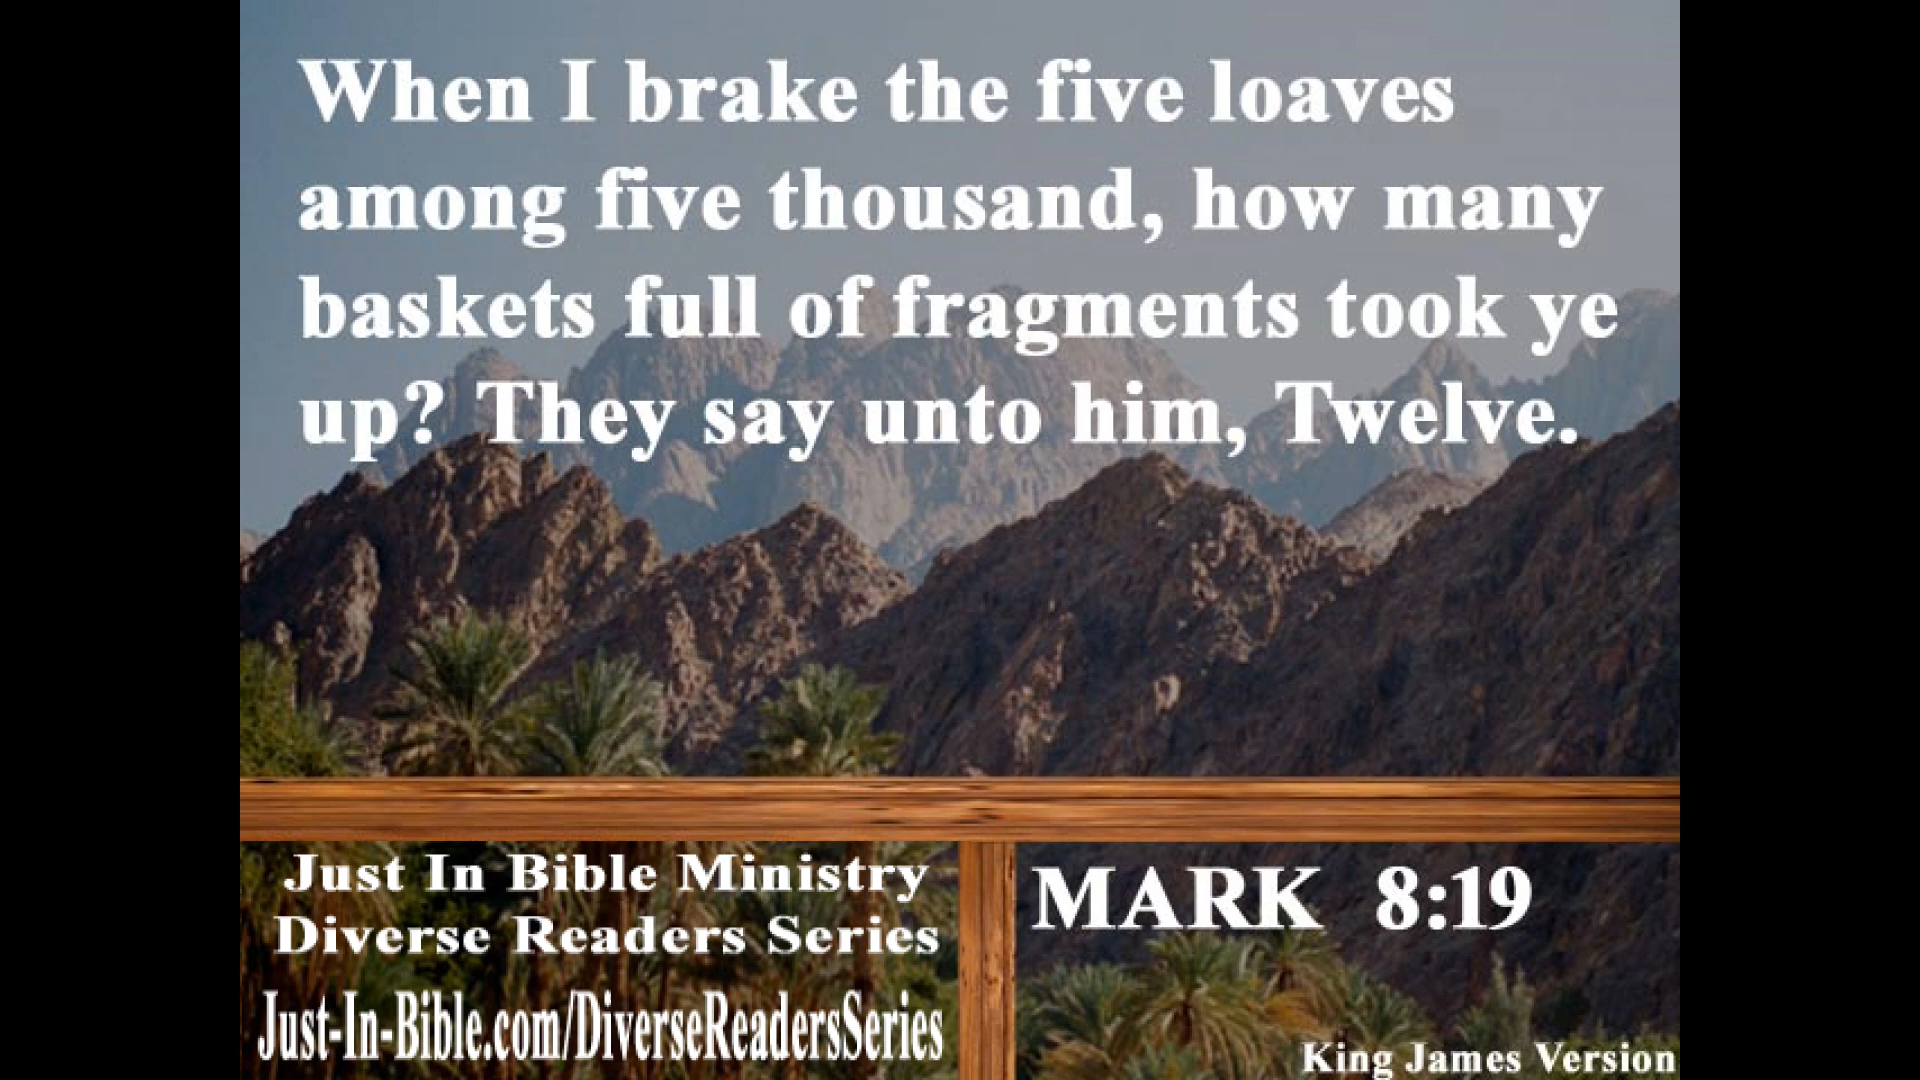 When I brake the five loaves
among five thousand, how many
baskets full of fragments took ye
up? They say unto him, Twelve.
Just In Bible Ministry
Diverse Readers Series
Just-In-Bible.com/DiverseReadersSeries
MARK 8:19
King James Version